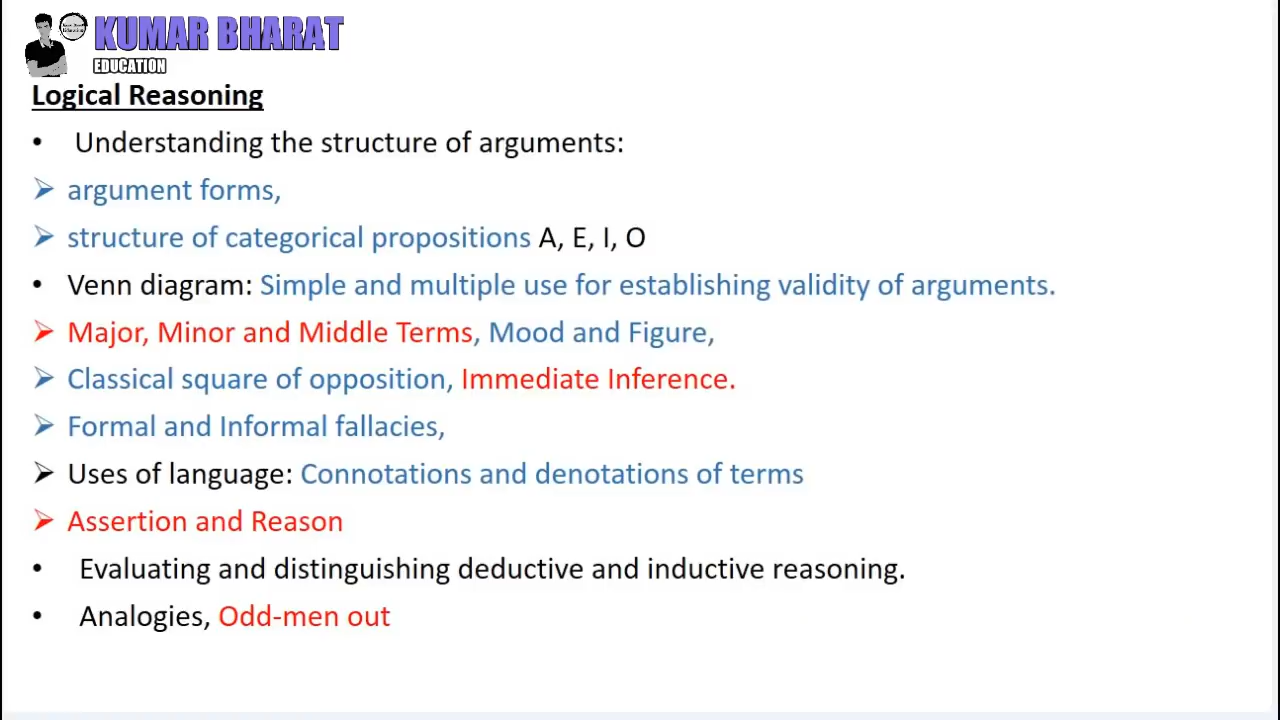 KUMAR BHARAT
EDUCATION
Logical Reasoning
• Understanding the structure of arguments:
➢ argument forms,
➢ structure of categorical propositions A, E, I, O
• Venn diagram: Simple and multiple use for establishing validity of arguments.
➢ Major, Minor and Middle Terms, Mood and Figure,
➢ Classical square of opposition, Immediate Inference.
➢ Formal and Informal fallacies,
➢ Uses of language: Connotations and denotations of terms
➢ Assertion and Reason
• Evaluating and distinguishing deductive and inductive reasoning.
• Analogies, Odd-men out